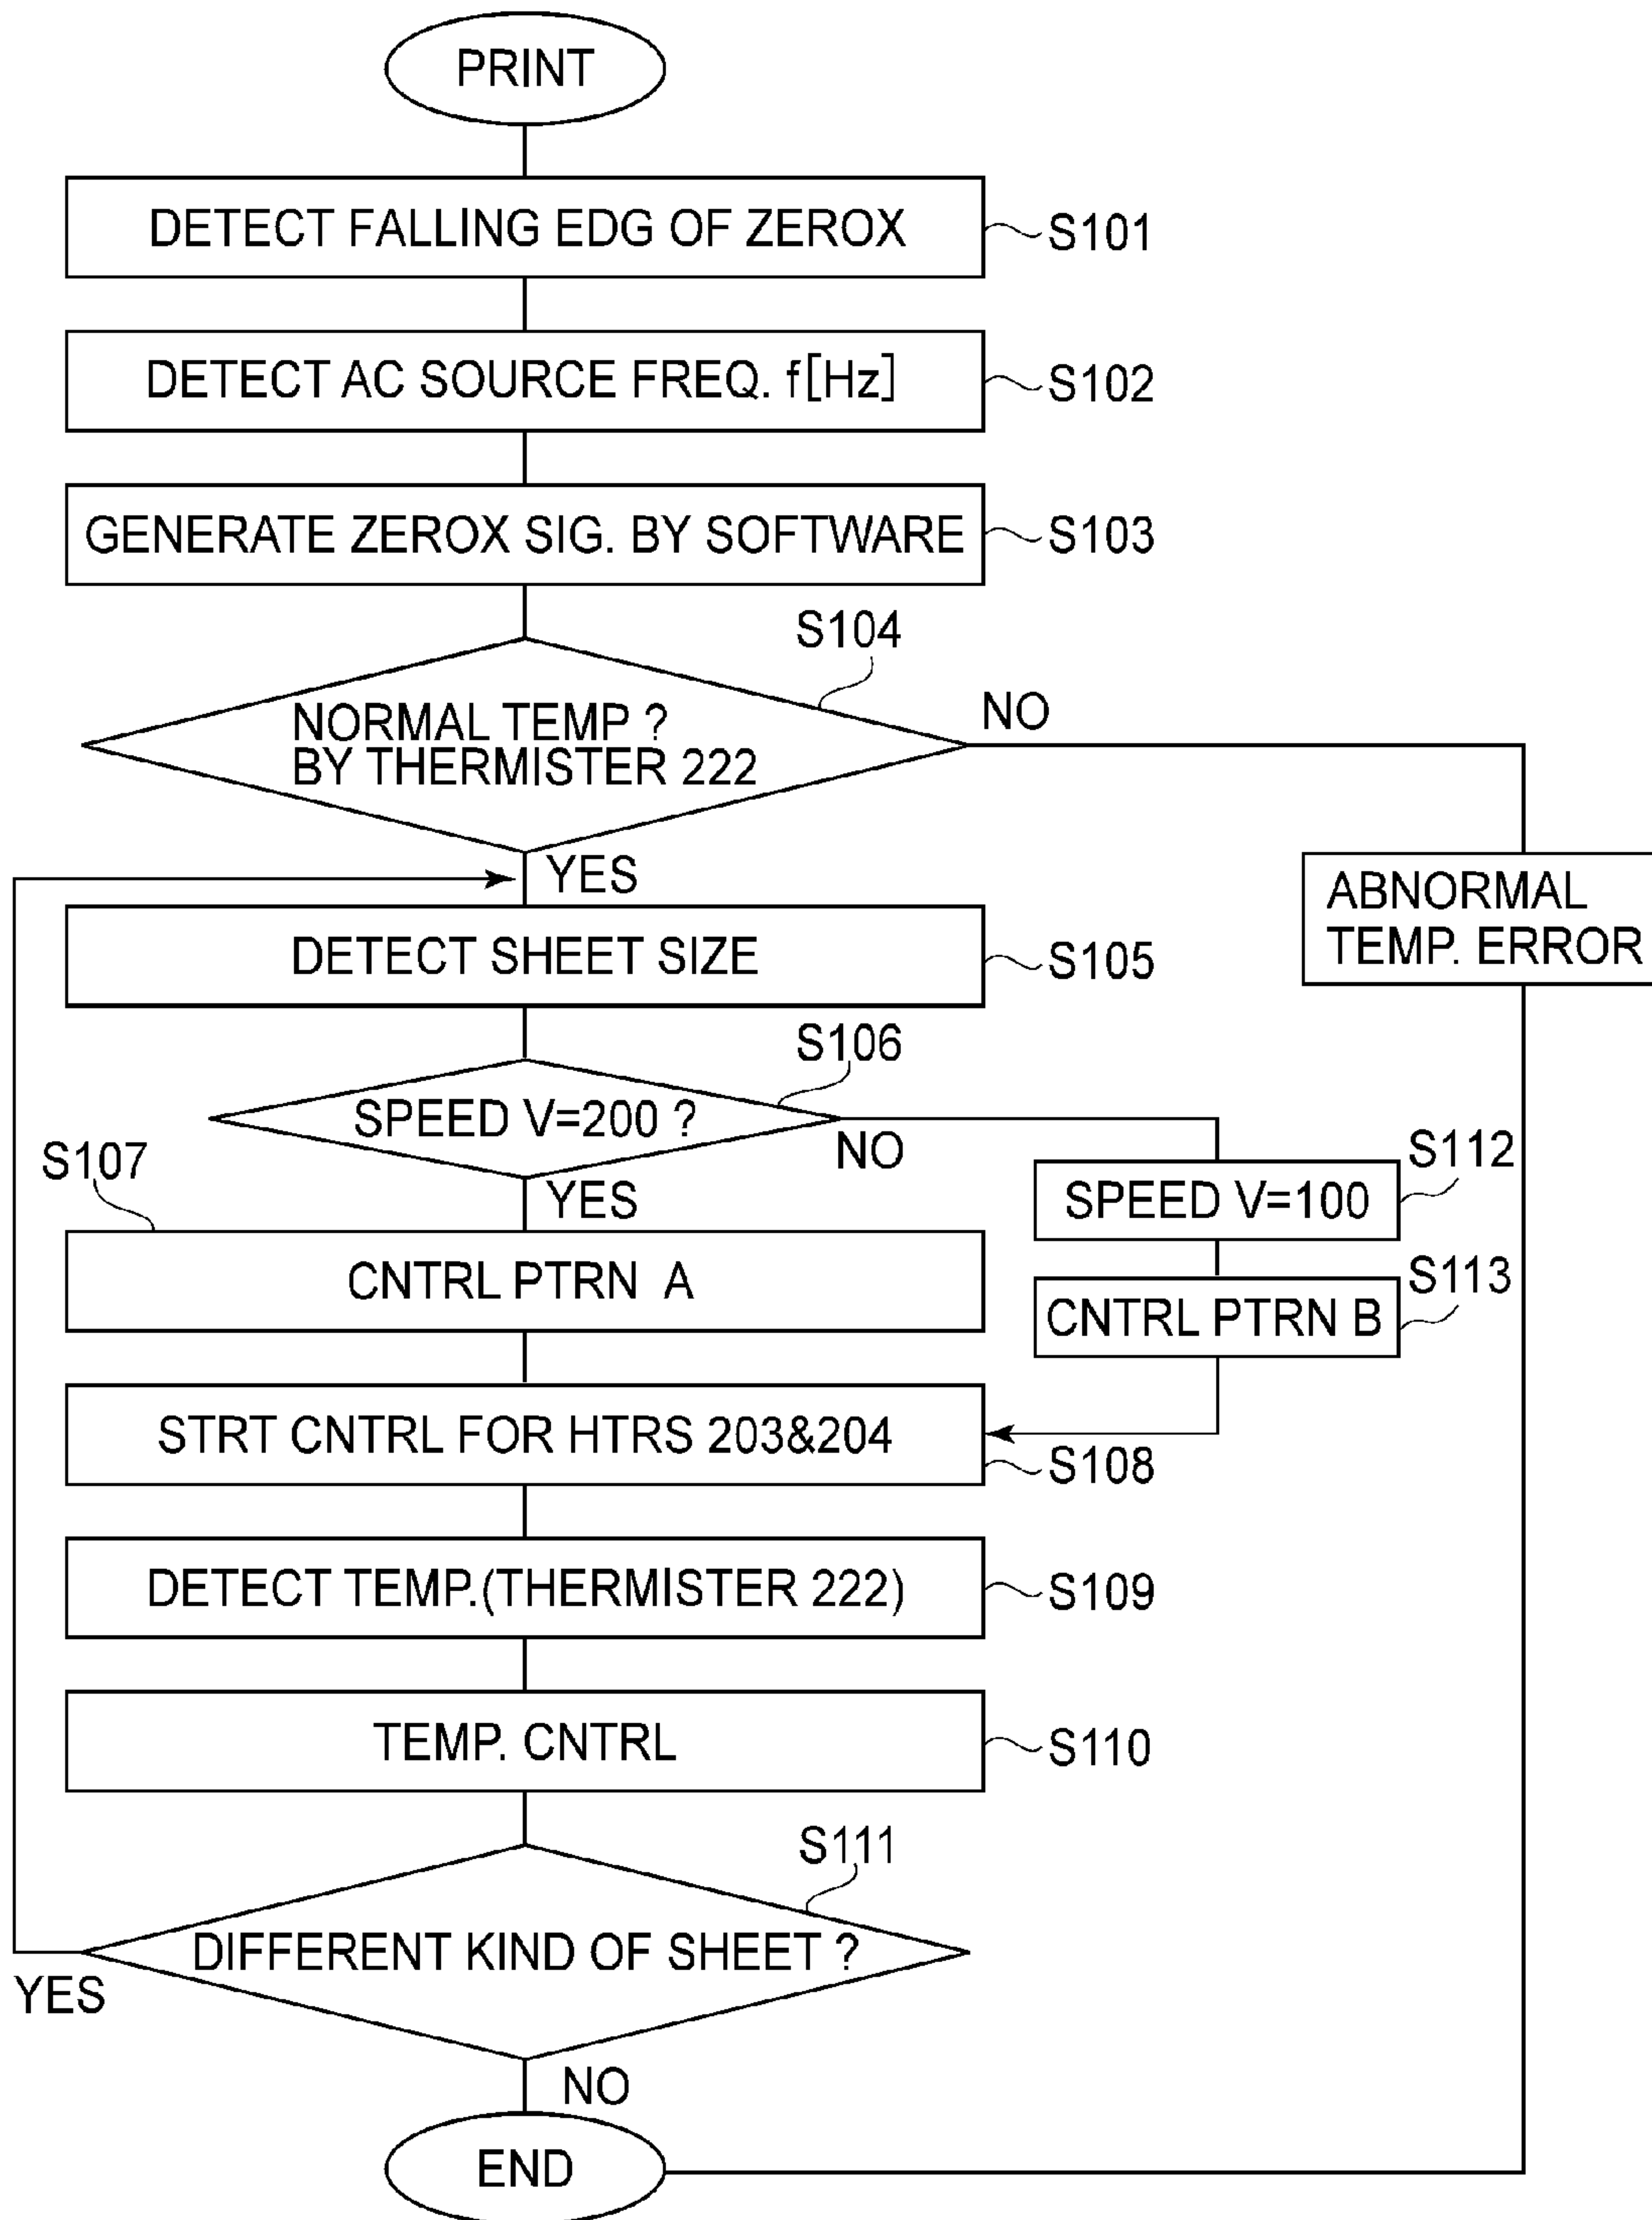 PRINT
DETECT FALLING EDG OF ZEROX
S101
DETECT AC SOURCE FREQ. f[Hz]
S102
GENERATE ZEROX SIG. BY SOFTWARE
S103
S104
NORMAL TEMP ?
BY THERMISTER 222
NO
YES
ABNORMAL
TEMP. ERROR
DETECT SHEET SIZE
S105
S106
SPEED V=200 ?
NO
YES
S112
SPEED V=100
S107
CNTRL PTRN A
S113
CNTRL PTRN B
STRT CNTRL FOR HTRS 203&204
S108
DETECT TEMP.(THERMISTER 222)
S109
TEMP. CNTRL
S110
S111
DIFFERENT KIND OF SHEET ?
YES
NO
END